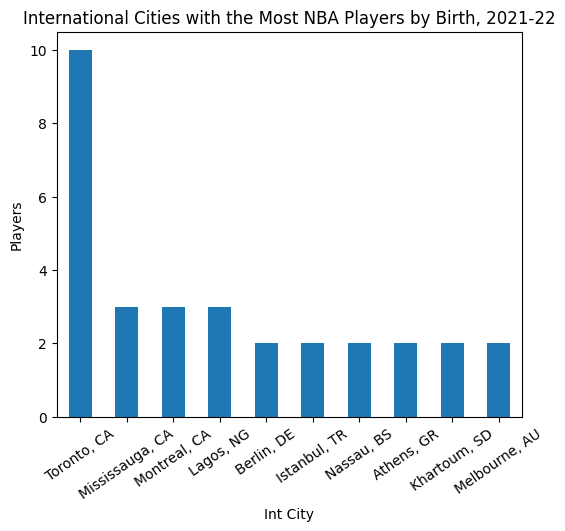 International Cities with the Most NBA Players by Birth, 2021-22
Players
10
8
6
4
2
0
Toronto, CA
Mississauga, CA
Montreal, CA
Lagos, NG
Berlin, DE
Istanbul, TR
Nassau, BS
Athens, GR
Khartoum, SD
Melbourne, AU
Int City